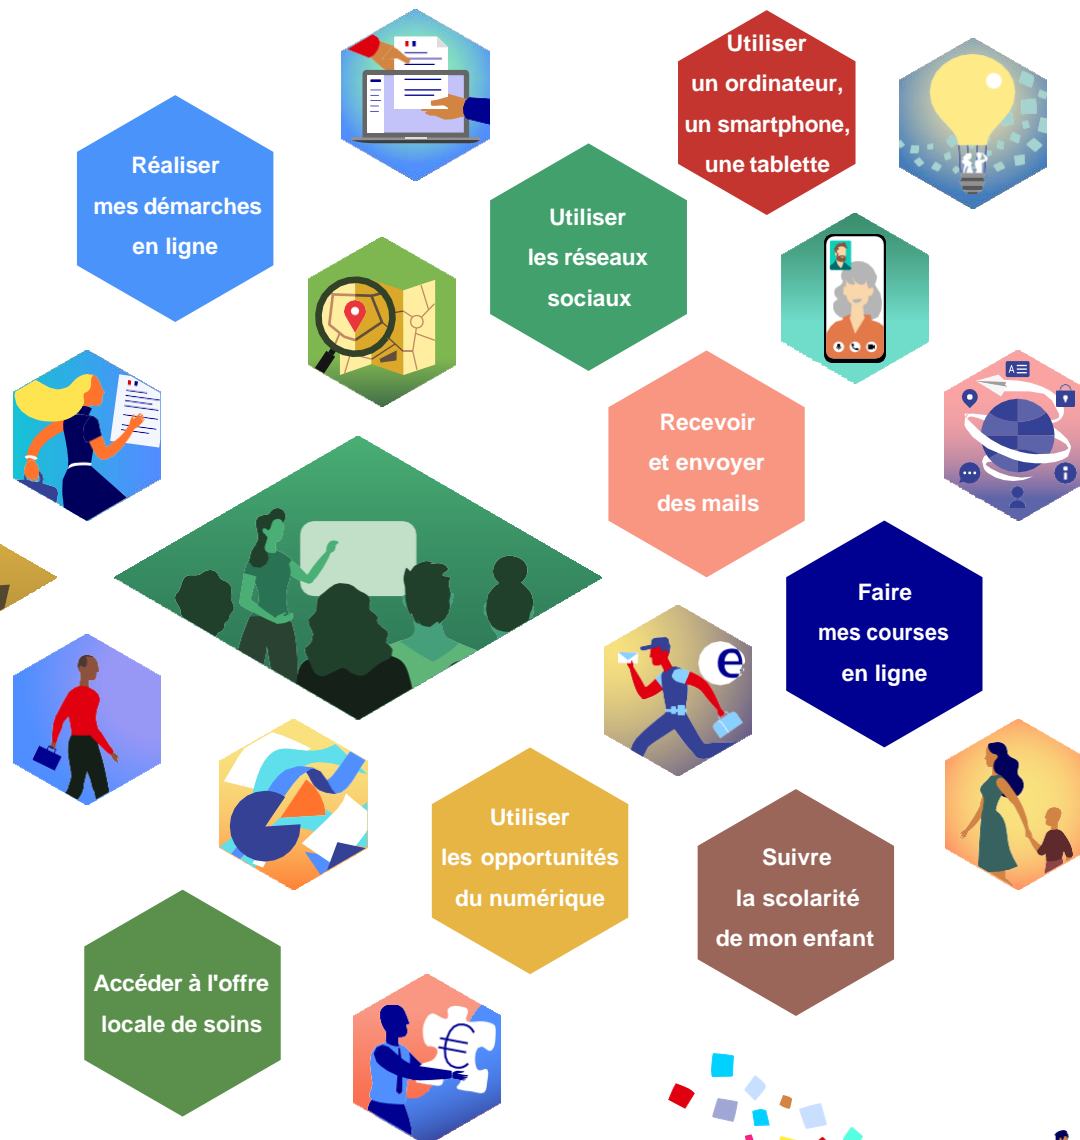 Utiliser
un ordinateur,
un smartphone,
une tablette
Réaliser
mes démarches
en ligne
Utiliser
les réseaux
sociaux
Recevoir
et envoyer
des mails
Faire
mes courses
en ligne
e
Utiliser
les opportunités
du numérique
Suivre
la scolarité
de mon enfant
Accéder à l'offre
locale de soins
€